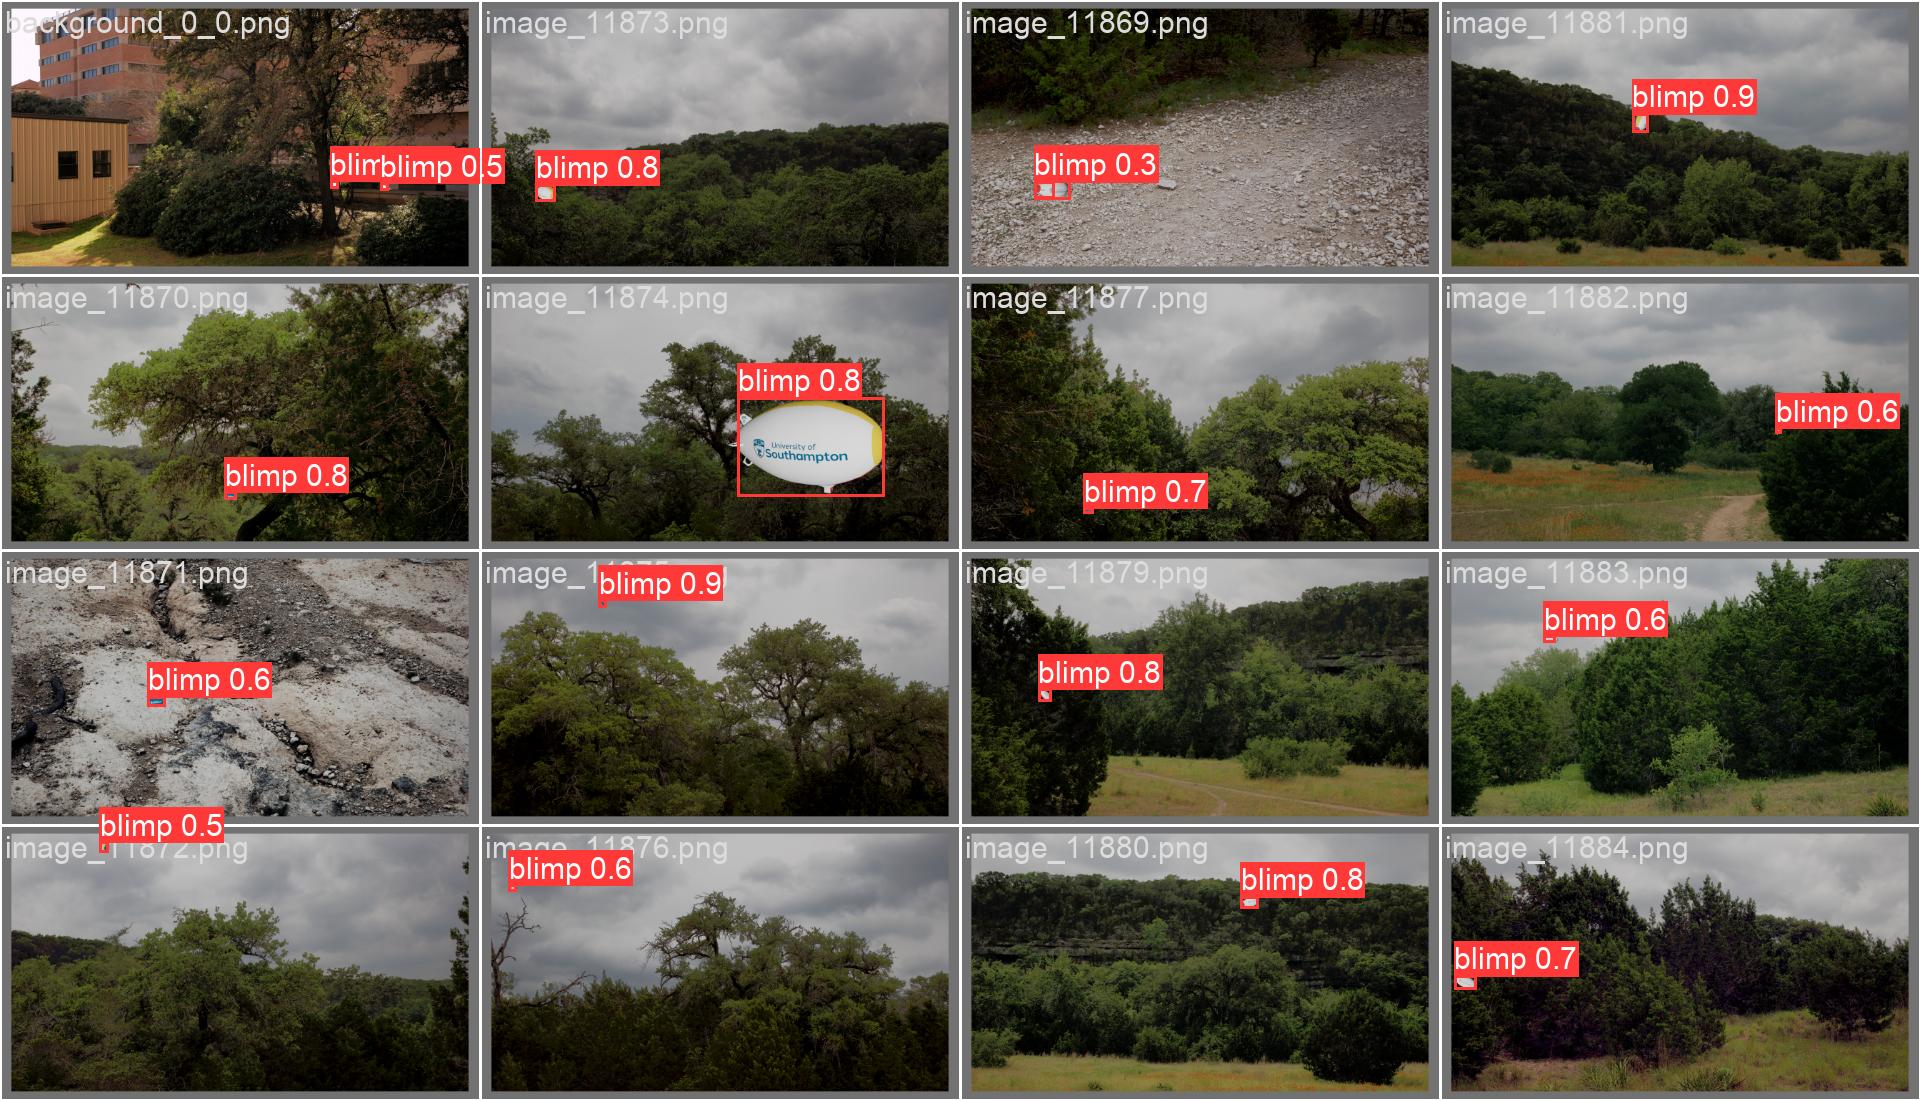 background_0_0.png
image_11873.png
image_11869.png
image_11881.png
blimp 0.9
blimp 0.5
blimp 0.8
blimp 0.3
image_11870.png
image_11874.png
image_11877.png
image_11882.png
blimp 0.8
blimp 0.8
blimp 0.7
blimp 0.6
University of
Southampton
image_11871.png
blimp 0.9
image_11879.png
image_11883.png
blimp 0.6
blimp 0.8
blimp 0.6
blimp 0.5
image_11872.png
image_11876.png
image_11880.png
image_11884.png
blimp 0.6
blimp 0.8
blimp 0.7